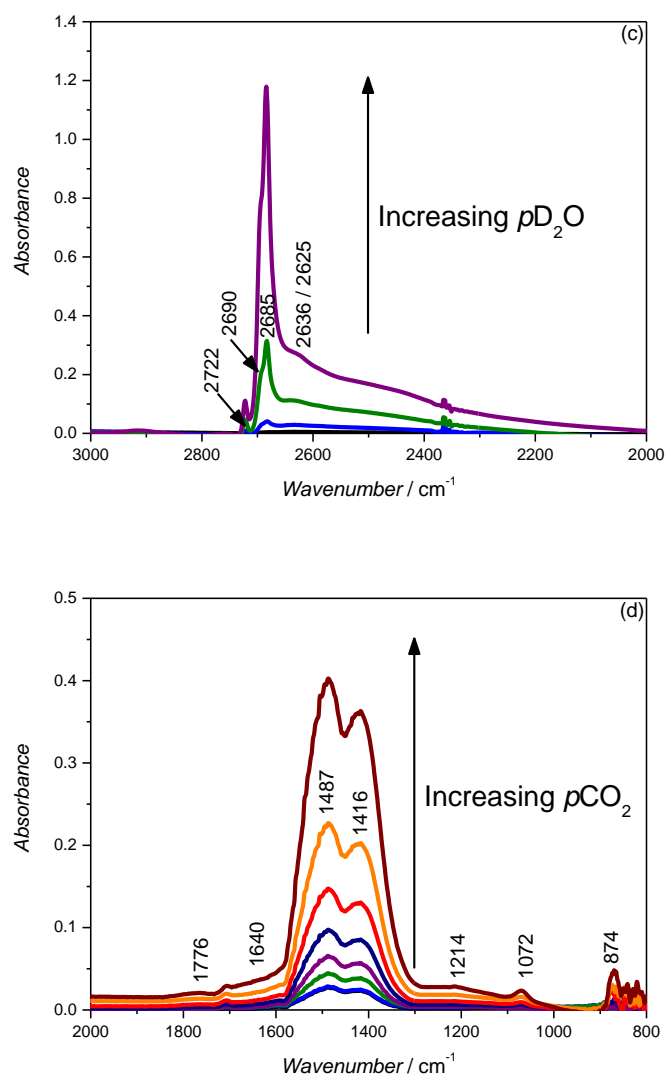 (c)
1.4
1.2
1.0
0.8
0.6
0.4
0.2
0.0
Absorbance
Increasing pD₂O
2722
2690
2685
2636 / 2625
3000 2800 2600 2400 2200 2000
Wavenumber / cm⁻¹
(d)
0.5
0.4
0.3
0.2
0.1
0.0
Absorbance
Increasing pCO₂
1776
1640
1487
1416
1214
1072
874
2000 1800 1600 1400 1200 1000 800
Wavenumber / cm⁻¹